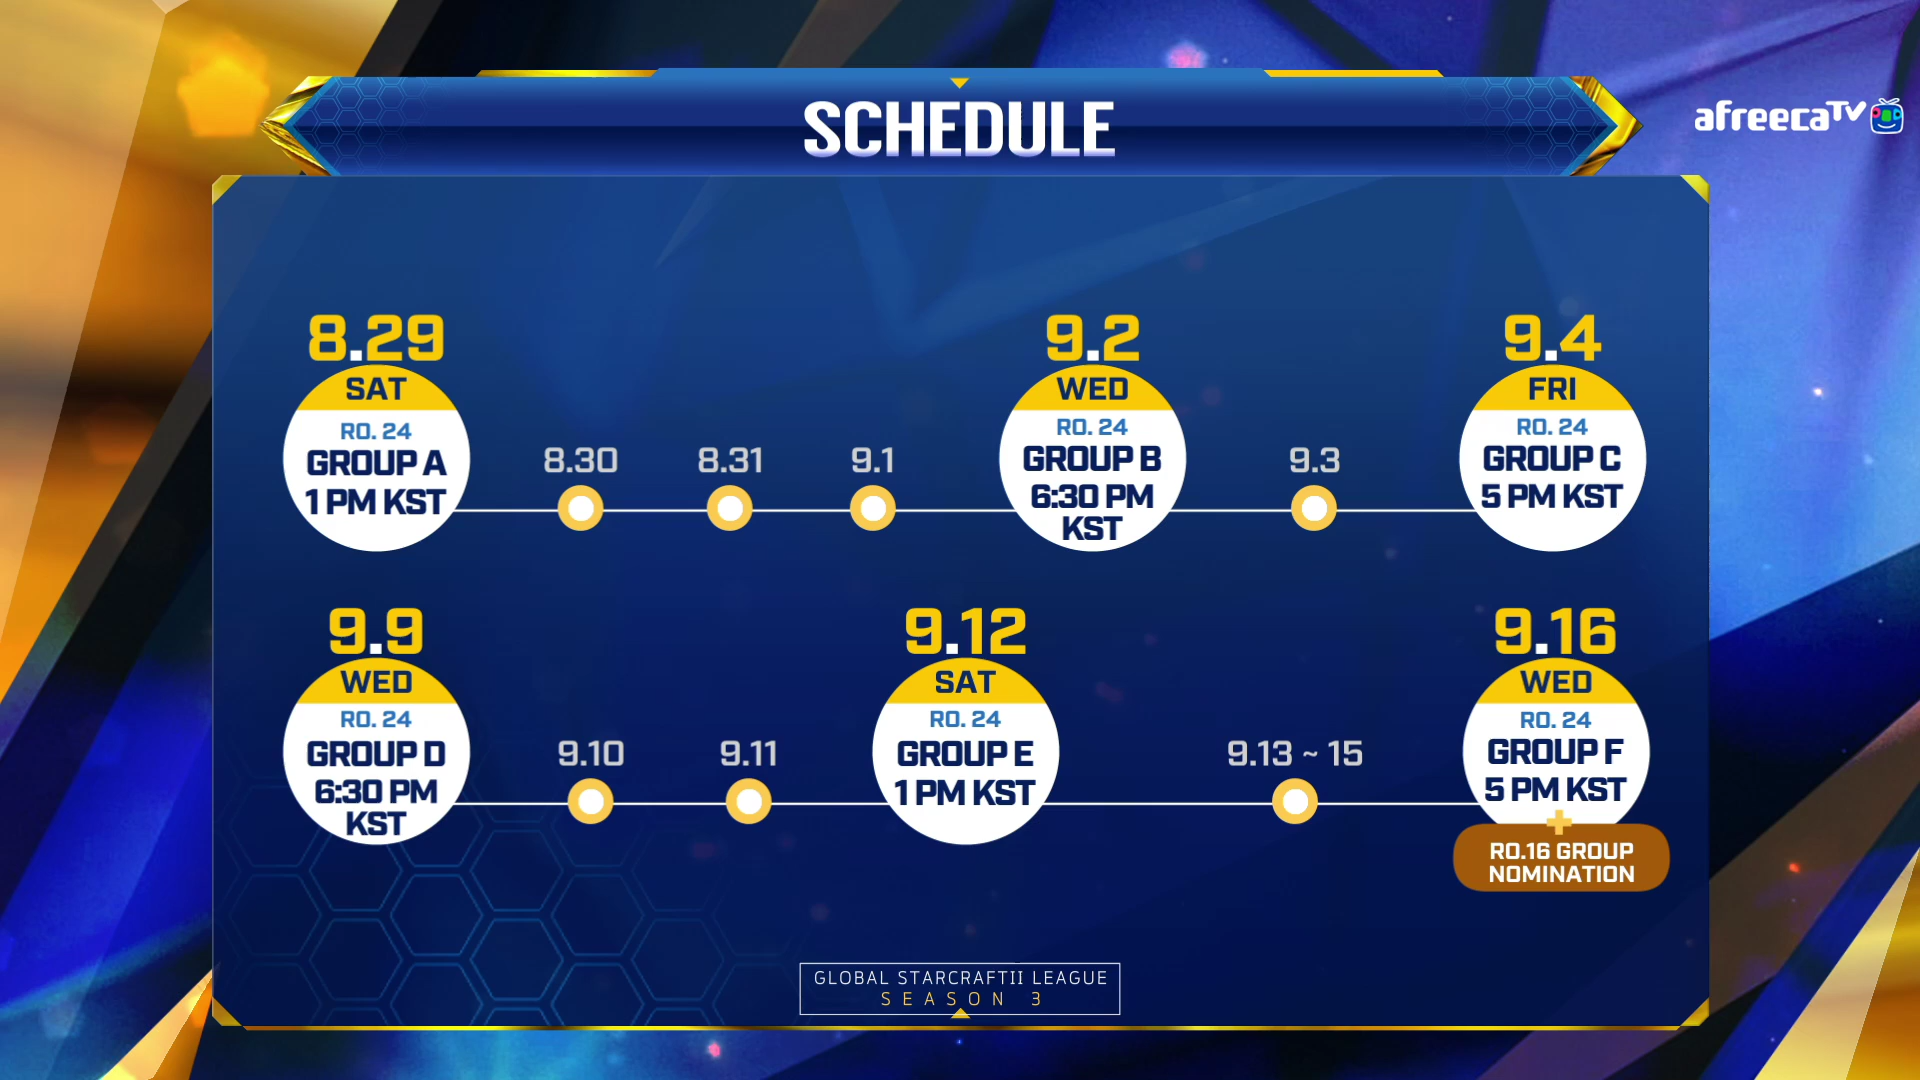 SCHEDULE
afreecaTV
8.29
SAT
RO. 24
GROUP A
1 PM KST
8.30
8.31
9.1
9.2
WED
RO. 24
GROUP B
6:30 PM
KST
9.3
9.4
FRI
RO. 24
GROUP C
5 PM KST
9.9
WED
RO. 24
GROUP D
6:30 PM
KST
9.10
9.11
9.12
SAT
RO. 24
GROUP E
1 PM KST
9.13 ~ 15
9.16
WED
RO. 24
GROUP F
5 PM KST
+
RO.16 GROUP
NOMINATION
GLOBAL STARCRAFTII LEAGUE
SEASON 3